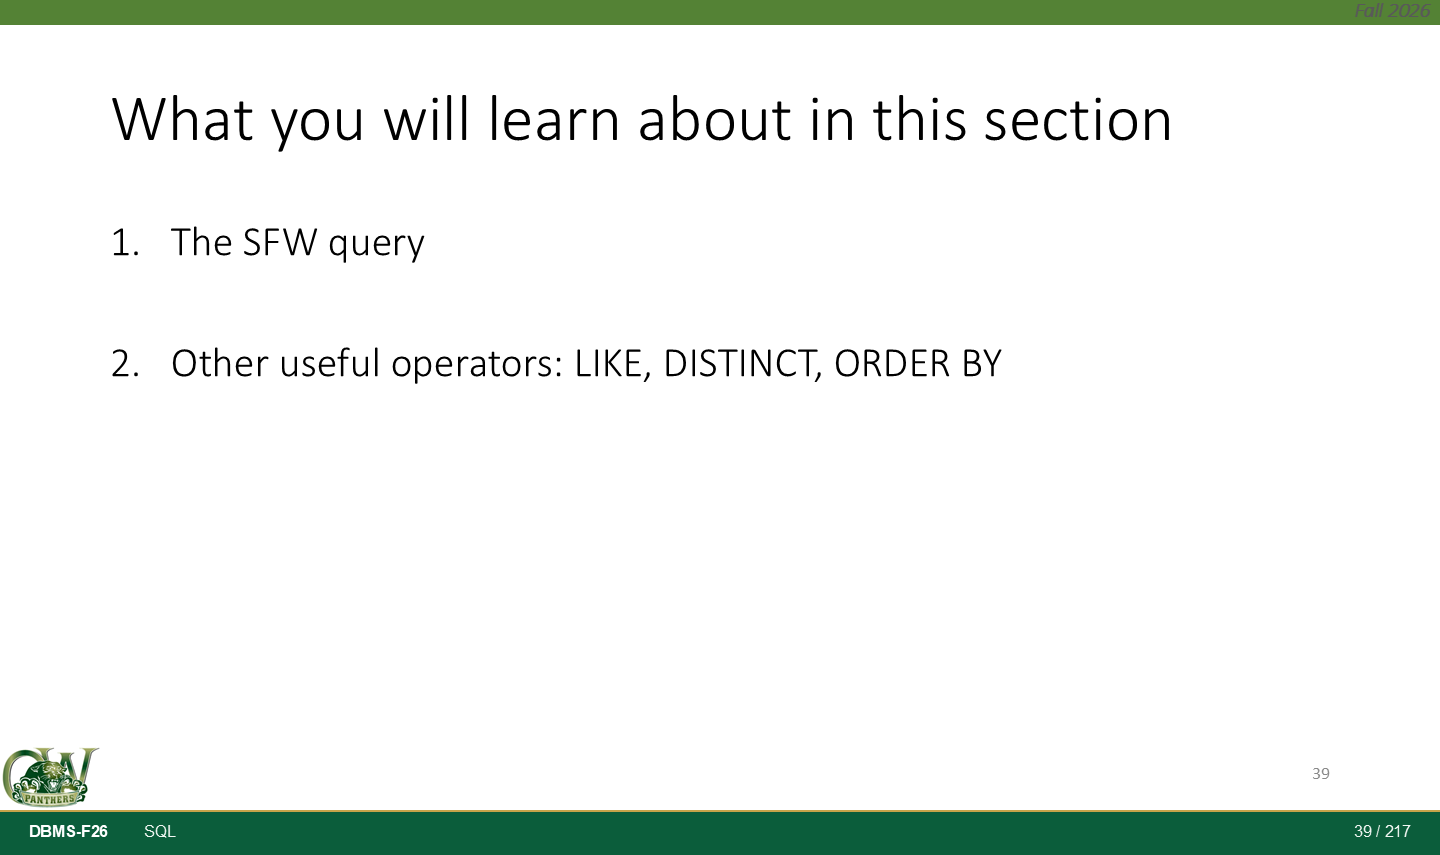 Fall 2026
What you will learn about in this section
1. The SFW query
2. Other useful operators: LIKE, DISTINCT, ORDER BY
OW
PANTHERS
39
DBMS-F26 SQL 39 / 217